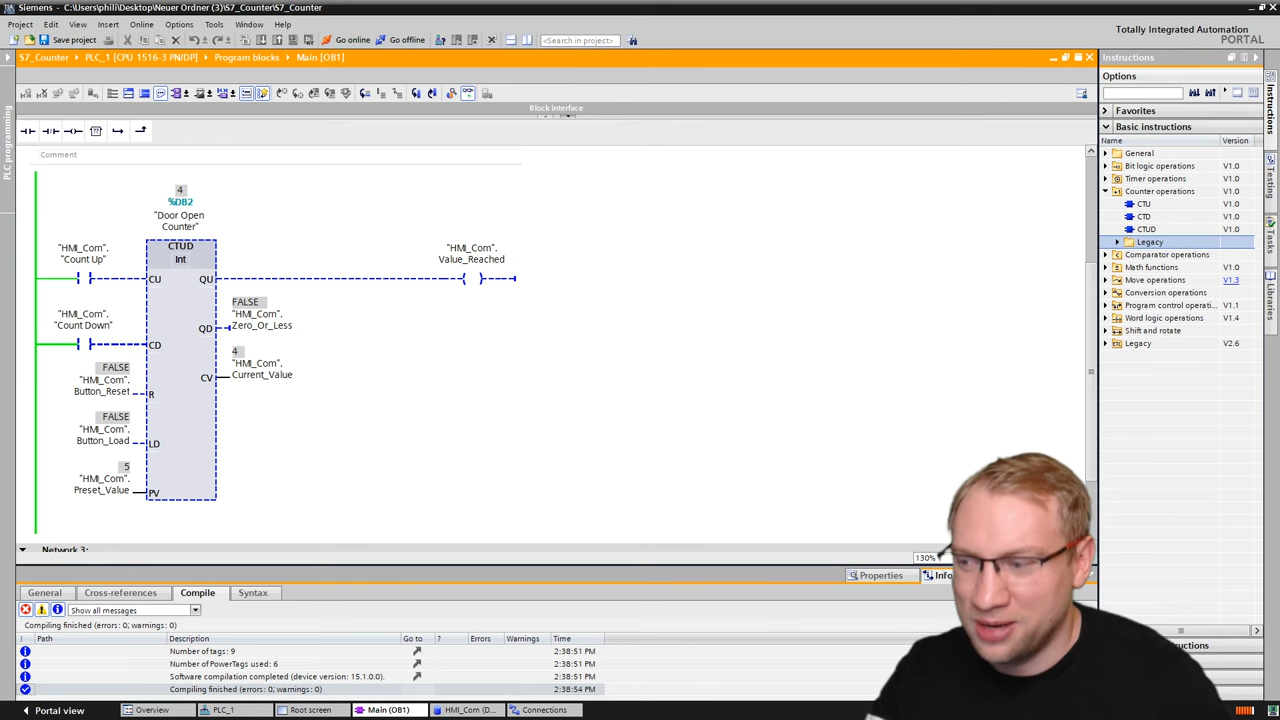 Siemens - C:\Users\phili\Desktop\Neuer Ordner (3)\S7_Counter\S7_Counter
Project Edit View Insert Online Options Tools Window Help
Totally Integrated Automation
PORTAL
Save project
Go online
Go offline
<Search in project>
S7_Counter PLC_1 [CPU 1516-3 PN/DP] Program blocks Main [OB1]
Instructions
Options
Block interface
Favorites
Basic instructions
Name Version
General
Bit logic operations V1.0
Timer operations V1.0
Counter operations V1.0
CTU V1.0
CTD V1.0
CTUD V1.0
Legacy
Comparator operations
Math functions V1.0
Move operations V1.3
Conversion operations
Program control operati... V1.1
Word logic operations V1.4
Shift and rotate
Legacy V2.6
PLC programming
Instructions
Testing
Tasks
Libraries
Comment
4
%DB2
"Door Open
Counter"
CTUD
Int
"HMI_Com".
"Count Up"
CU
QU
"HMI_Com".
Value_Reached
"HMI_Com".
"Count Down"
CD
FALSE
"HMI_Com".
QD
Zero_Or_Less
4
"HMI_Com".
CV
Current_Value
FALSE
"HMI_Com".
Button_Reset
R
FALSE
"HMI_Com".
Button_Load
LD
5
"HMI_Com".
Preset_Value
PV
Network 3:
130%
Properties
General Cross-references Compile Syntax
Show all messages
Compiling finished (errors: 0; warnings: 0)
! Path Description Go to ? Errors Warnings Time
Number of tags: 9 2:38:51 PM
Number of PowerTags used: 6 2:38:51 PM
Software compilation completed (device version: 15.1.0.0). 2:38:51 PM
Compiling finished (errors: 0; warnings: 0) 2:38:54 PM
Portal view
Overview
PLC_1
Root screen
Main (OB1)
HMI_Com (D...
Connections